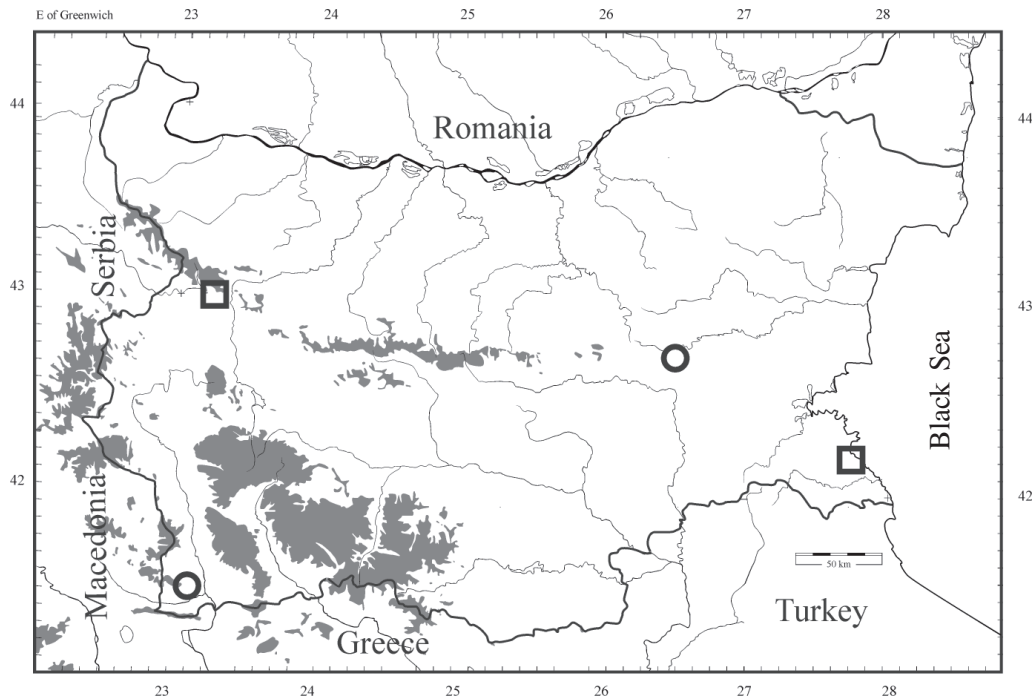 E of Greenwich 23 24 25 26 27 28
44 44
Romania
Serbia
43 43
Black Sea
42 42
Macedonia
50 km
Turkey
Greece
23 24 25 26 27 28